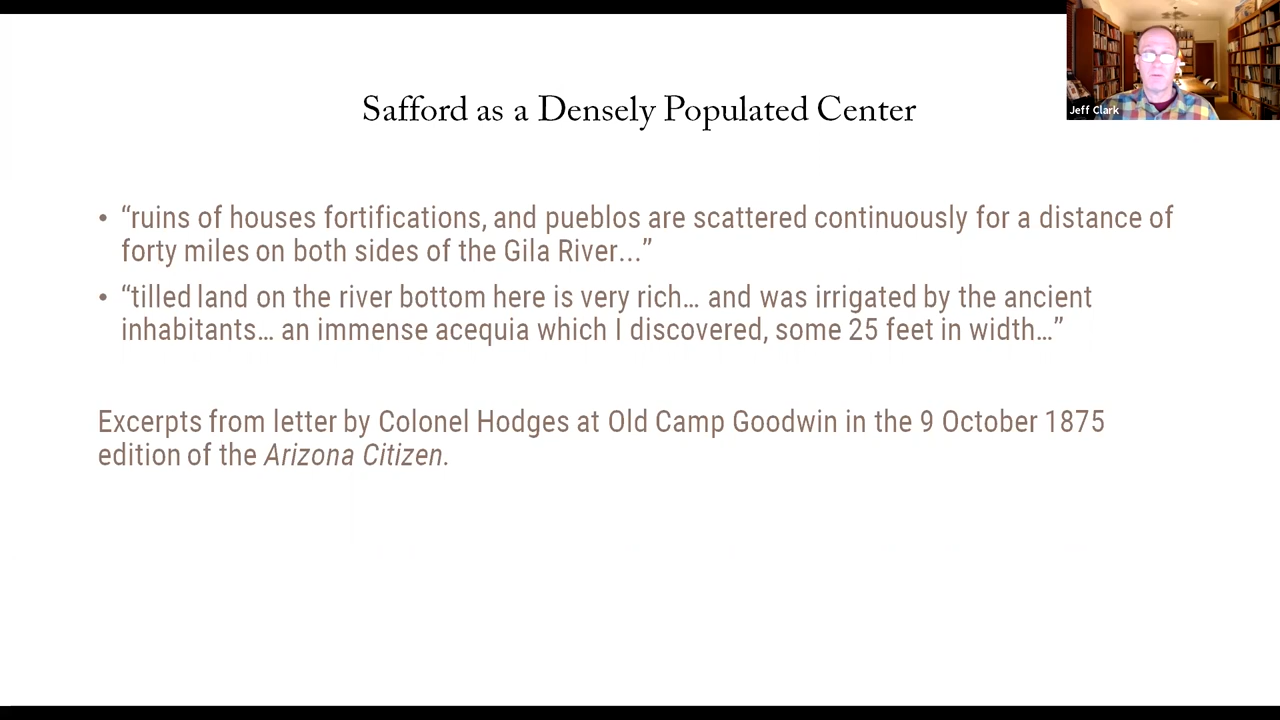 Jeff Clark
Safford as a Densely Populated Center
• “ruins of houses fortifications, and pueblos are scattered continuously for a distance of
forty miles on both sides of the Gila River...”
• “tilled land on the river bottom here is very rich… and was irrigated by the ancient
inhabitants… an immense acequia which I discovered, some 25 feet in width…”
Excerpts from letter by Colonel Hodges at Old Camp Goodwin in the 9 October 1875
edition of the Arizona Citizen.